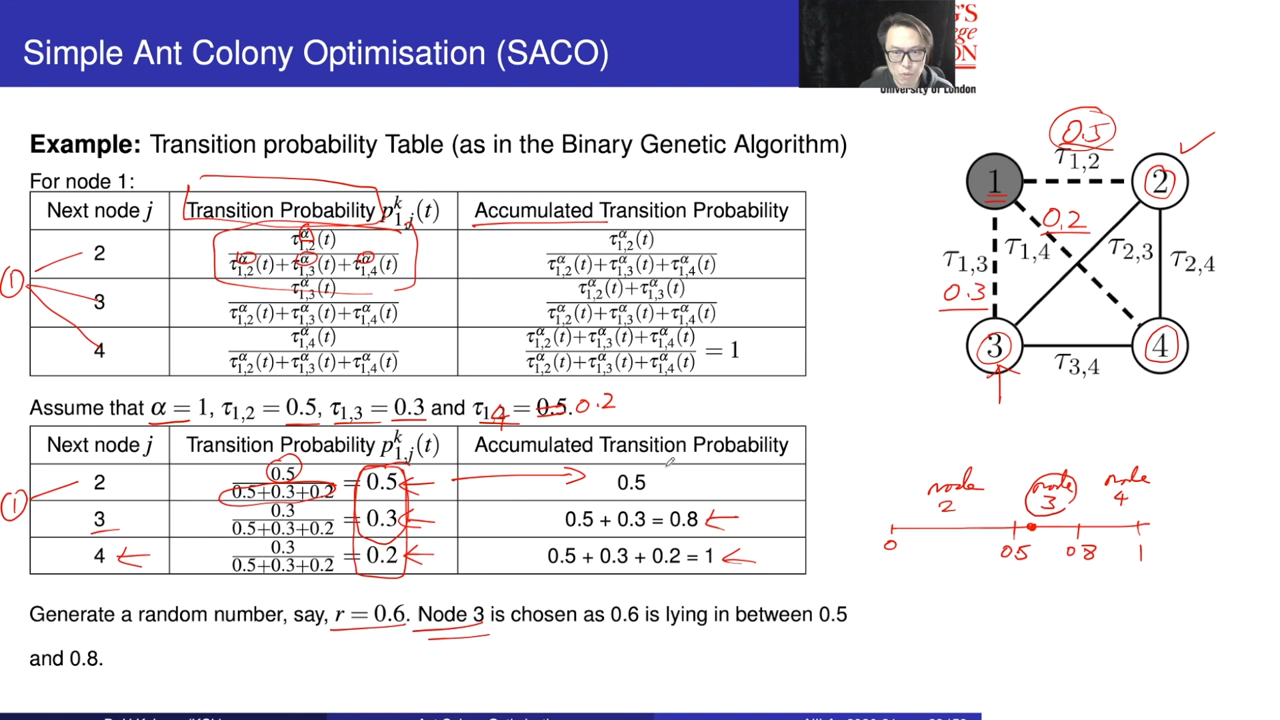 Simple Ant Colony Optimisation (SACO)
University of London
Example: Transition probability Table (as in the Binary Genetic Algorithm)
For node 1:
Next node j | Transition Probability p^k_{1,j}(t) | Accumulated Transition Probability
2 | τ^α_{1,2}(t) / τ^α_{1,2}(t)+τ^α_{1,3}(t)+τ^α_{1,4}(t) | τ^α_{1,2}(t) / τ^α_{1,2}(t)+τ^α_{1,3}(t)+τ^α_{1,4}(t)
3 | τ^α_{1,3}(t) / τ^α_{1,2}(t)+τ^α_{1,3}(t)+τ^α_{1,4}(t) | τ^α_{1,2}(t)+τ^α_{1,3}(t) / τ^α_{1,2}(t)+τ^α_{1,3}(t)+τ^α_{1,4}(t)
4 | τ^α_{1,4}(t) / τ^α_{1,2}(t)+τ^α_{1,3}(t)+τ^α_{1,4}(t) | τ^α_{1,2}(t)+τ^α_{1,3}(t)+τ^α_{1,4}(t) / τ^α_{1,2}(t)+τ^α_{1,3}(t)+τ^α_{1,4}(t) = 1
1
Assume that α = 1, τ_{1,2} = 0.5, τ_{1,3} = 0.3 and τ_{1,4} = 0.5. 0.2
Next node j | Transition Probability p^k_{1,j}(t) | Accumulated Transition Probability
2 | 0.5 / 0.5+0.3+0.2 = 0.5 | 0.5
3 | 0.3 / 0.5+0.3+0.2 = 0.3 | 0.5 + 0.3 = 0.8
4 | 0.3 / 0.5+0.3+0.2 = 0.2 | 0.5 + 0.3 + 0.2 = 1
1
Generate a random number, say, r = 0.6. Node 3 is chosen as 0.6 is lying in between 0.5
and 0.8.
0.5
τ_{1,2}
1 2
0.2
τ_{1,3} τ_{1,4} τ_{2,3} τ_{2,4}
0.3
3 4
τ_{3,4}
node 2 node 3 node 4
0 0.5 0.8 1